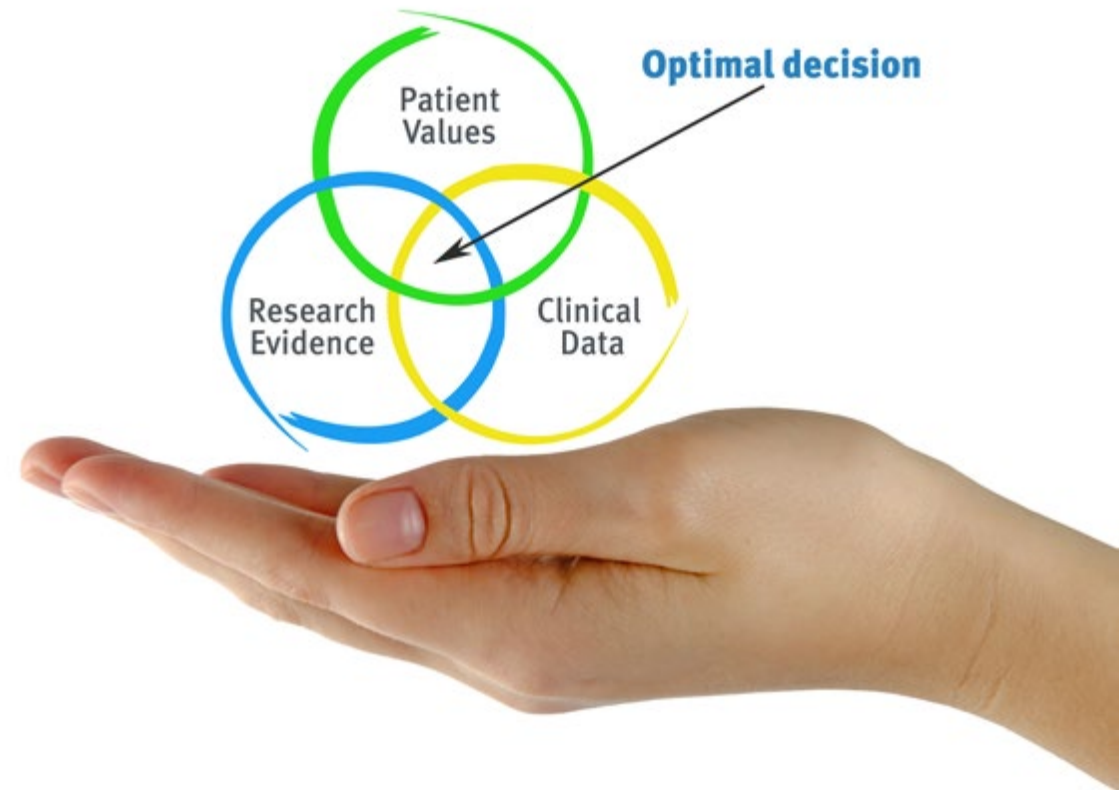 Optimal decision
Patient
Values
Research
Evidence
Clinical
Data